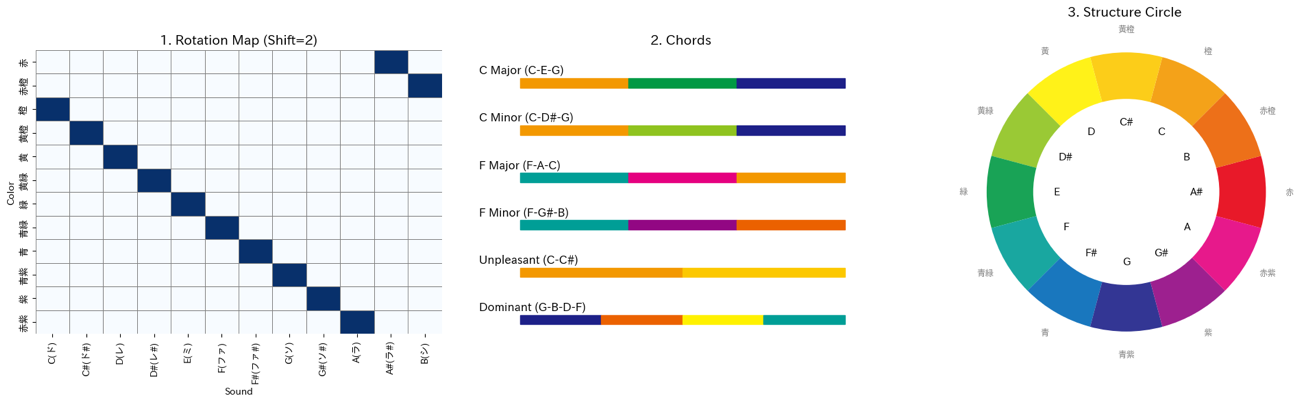 1. Rotation Map (Shift=2)
Color
赤
赤橙
橙
黄橙
黄
黄緑
緑
青緑
青
青紫
紫
赤紫
C(ド)
C#(ド#)
D(レ)
D#(レ#)
E(ミ)
F(ファ)
F#(ファ#)
G(ソ)
G#(ソ#)
A(ラ)
A#(ラ#)
B(シ)
Sound
2. Chords
C Major (C-E-G)
C Minor (C-D#-G)
F Major (F-A-C)
F Minor (F-G#-B)
Unpleasant (C-C#)
Dominant (G-B-D-F)
3. Structure Circle
黄橙
黄
橙
黄緑
赤橙
緑
赤
青緑
赤紫
青
紫
青紫
C#
D
C
D#
B
E
A#
F
A
F#
G#
G